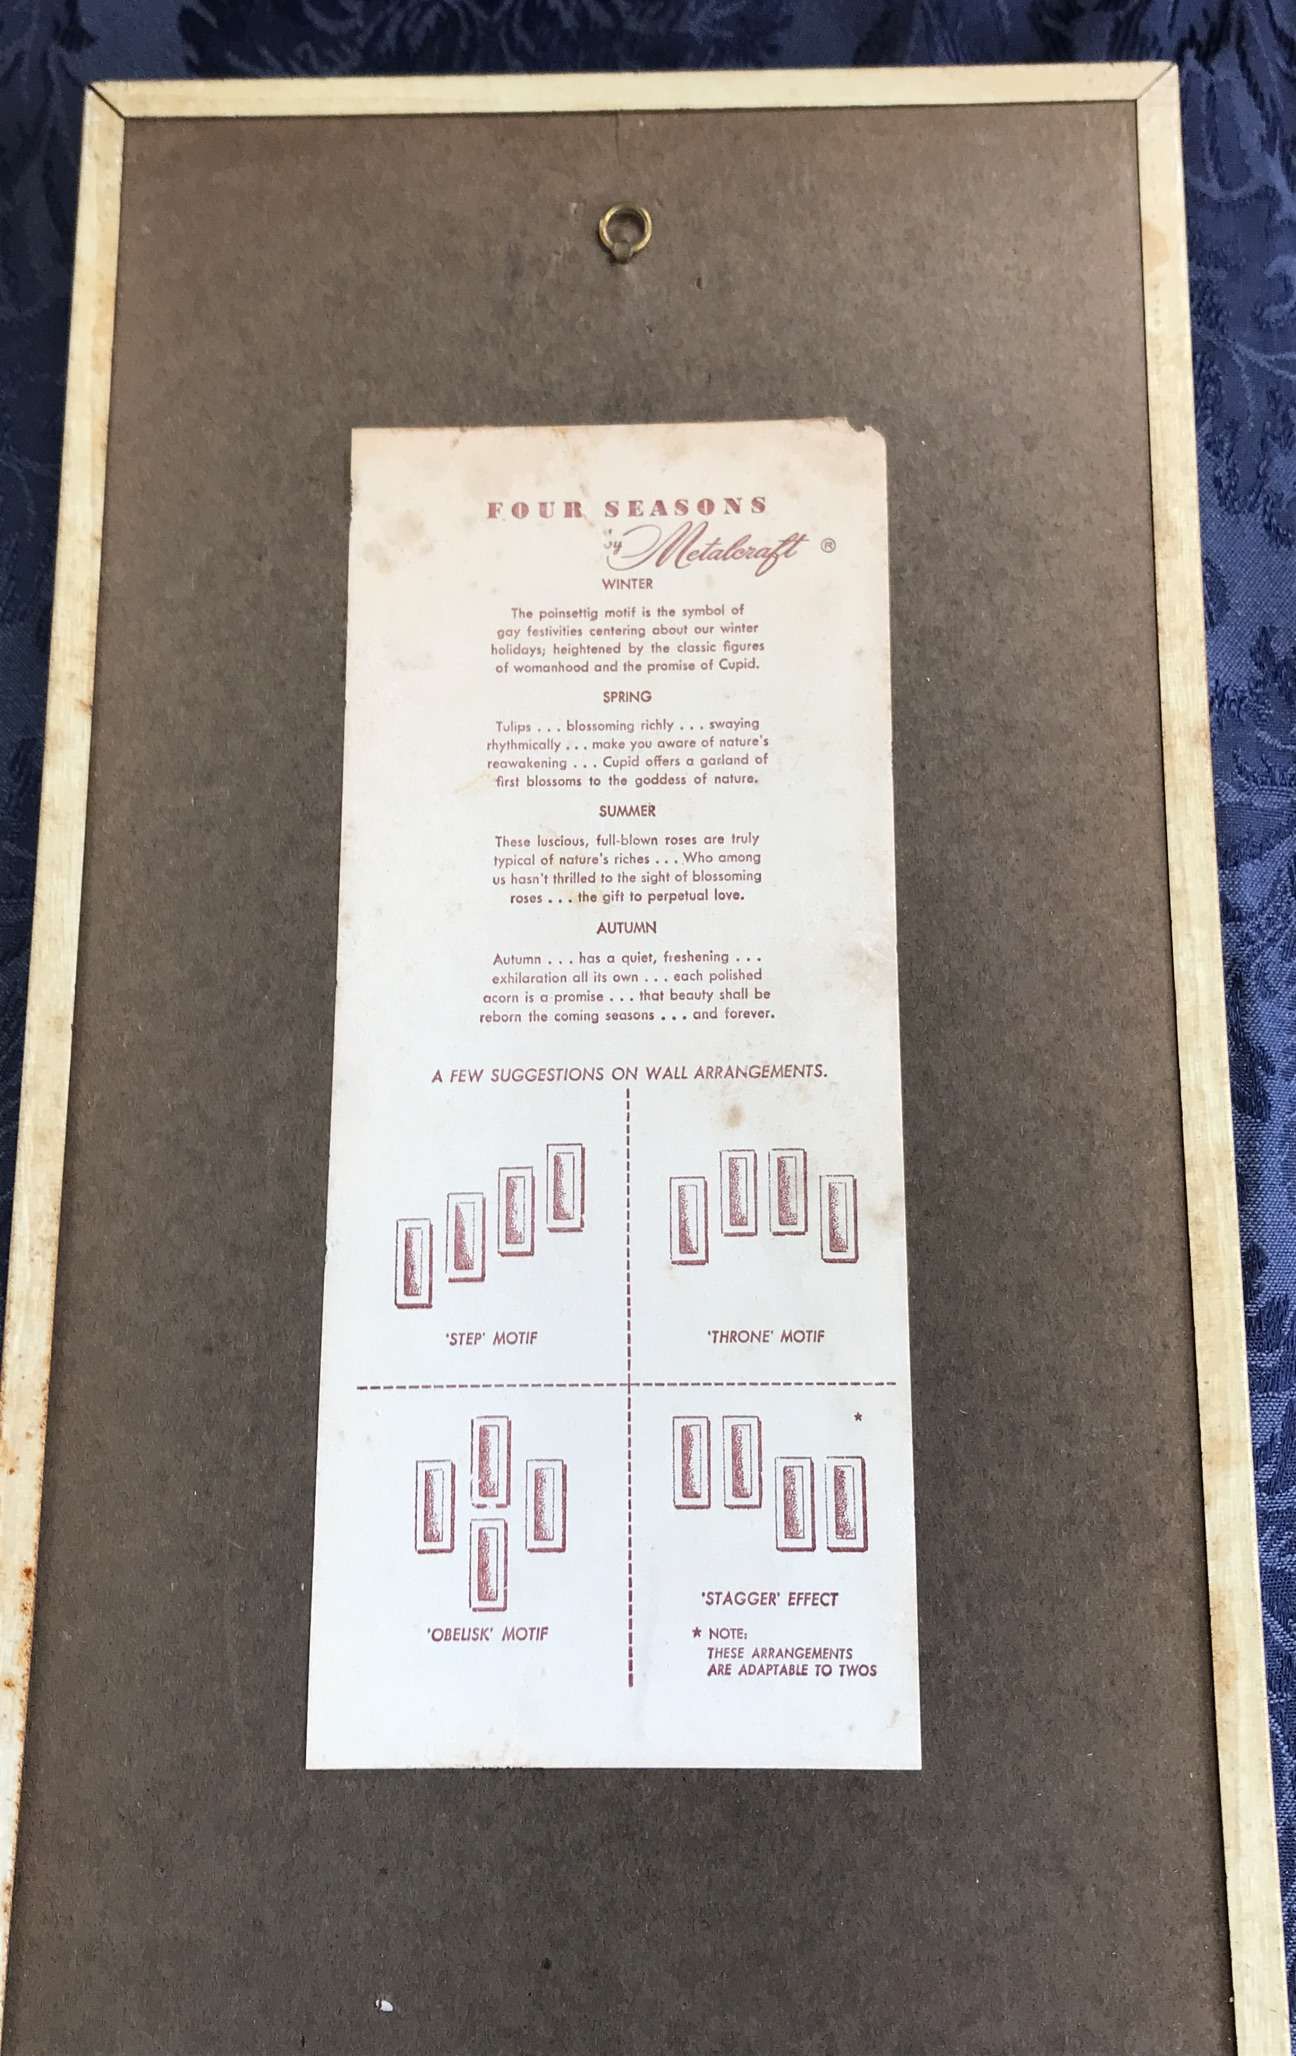 FOUR SEASONS
by Metalcraft ®
WINTER
The poinsettig motif is the symbol of
gay festivities centering about our winter
holidays; heightened by the classic figures
of womanhood and the promise of Cupid.
SPRING
Tulips . . . blossoming richly . . . swaying
rhythmically . . . make you aware of nature's
reawakening . . . Cupid offers a garland of
first blossoms to the goddess of nature.
SUMMER
These luscious, full-blown roses are truly
typical of nature's riches . . . Who among
us hasn't thrilled to the sight of blossoming
roses . . . the gift to perpetual love.
AUTUMN
Autumn . . . has a quiet, freshening . . .
exhilaration all its own . . . each polished
acorn is a promise . . . that beauty shall be
reborn the coming seasons . . . and forever.
A FEW SUGGESTIONS ON WALL ARRANGEMENTS.
'STEP' MOTIF
'THRONE' MOTIF
*
'OBELISK' MOTIF
'STAGGER' EFFECT
* NOTE:
THESE ARRANGEMENTS
ARE ADAPTABLE TO TWOS